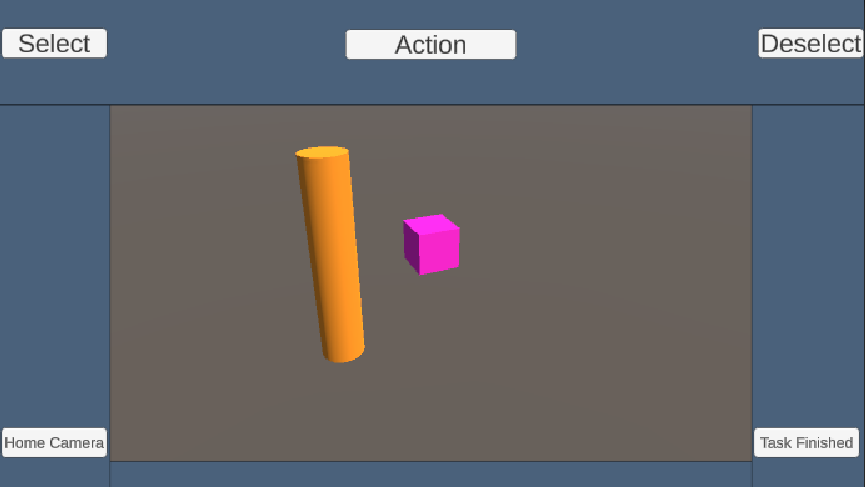 Select
Action
Deselect
Home Camera
Task Finished